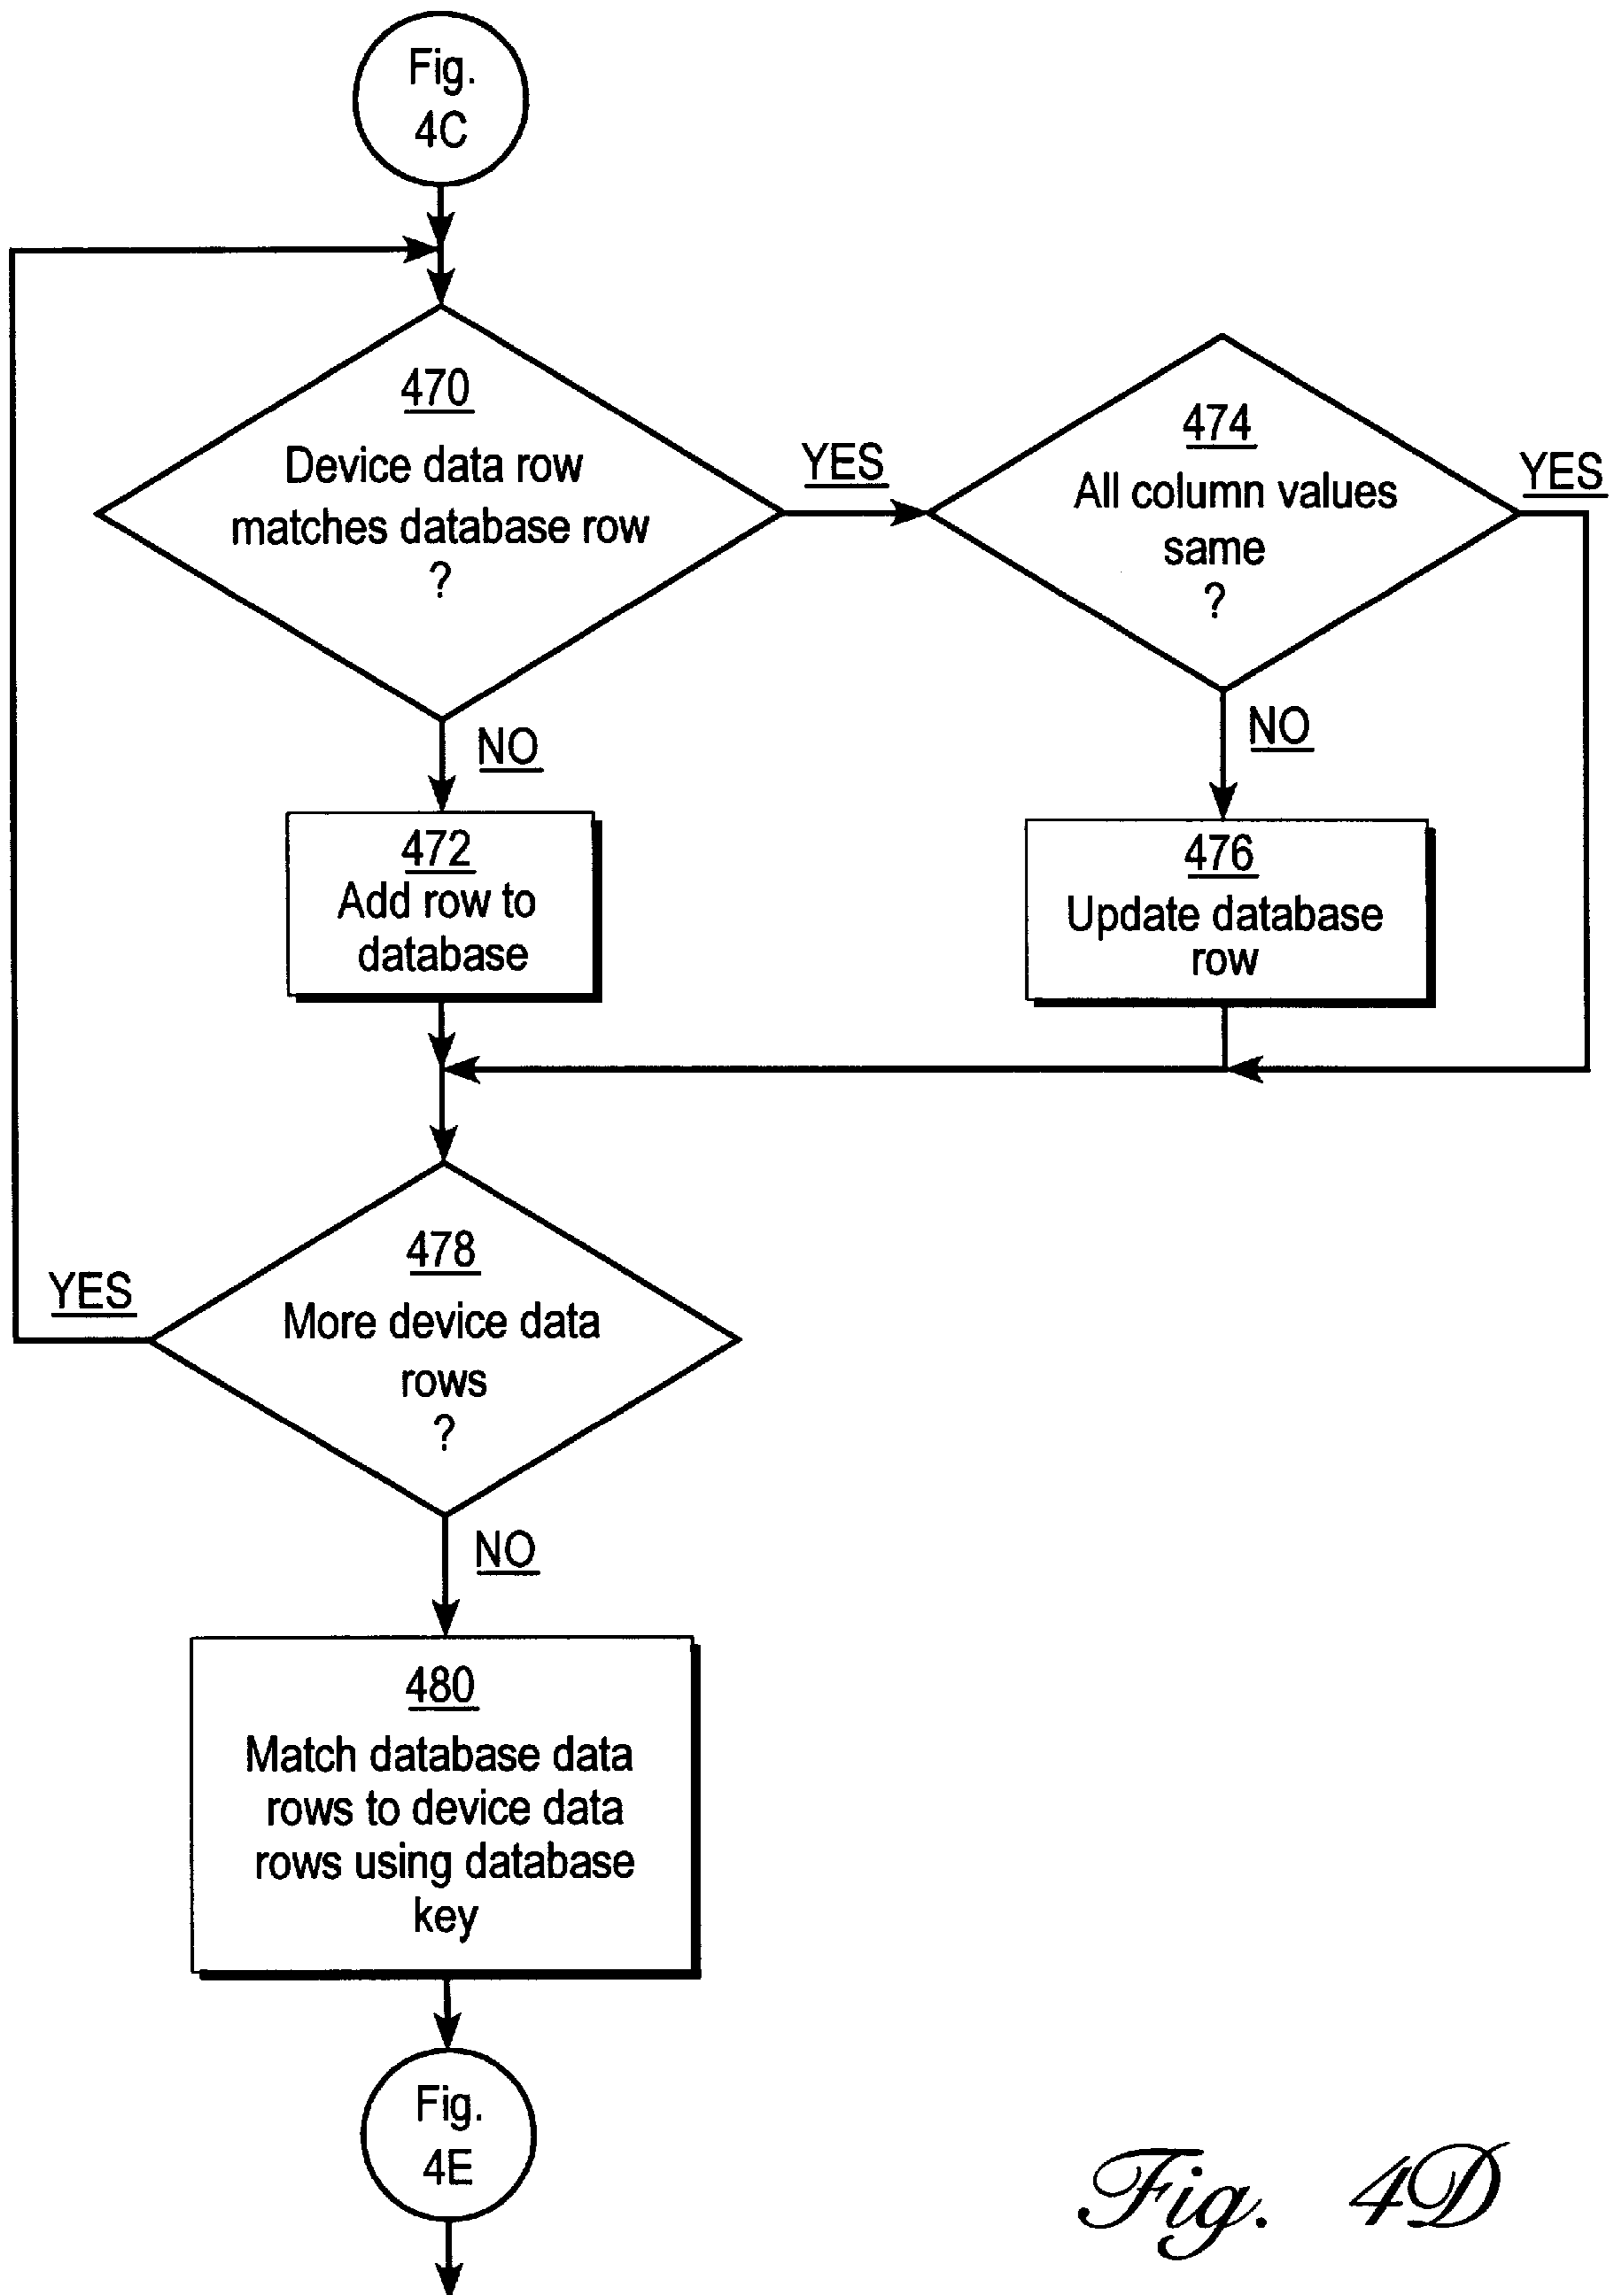 Fig.
4C
470
Device data row
matches database row
?
YES
474
All column values
same
?
YES
NO
NO
472
Add row to
database
476
Update database
row
478
More device data
rows
?
YES
NO
480
Match database data
rows to device data
rows using database
key
Fig.
4E
Fig. 4D